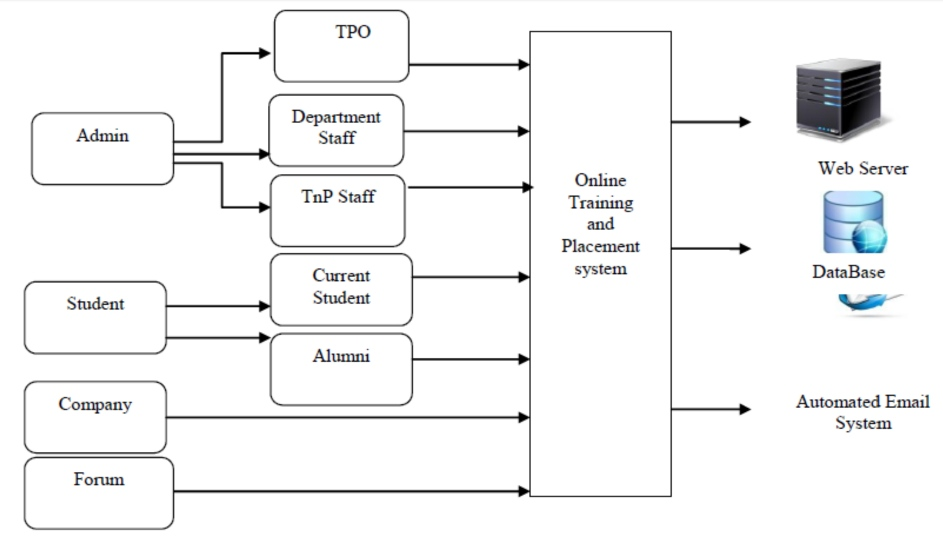 TPO
Admin
Department
Staff
TnP Staff
Current
Student
Student
Alumni
Company
Forum
Online
Training
and
Placement
system
Web Server
DataBase
Automated Email
System